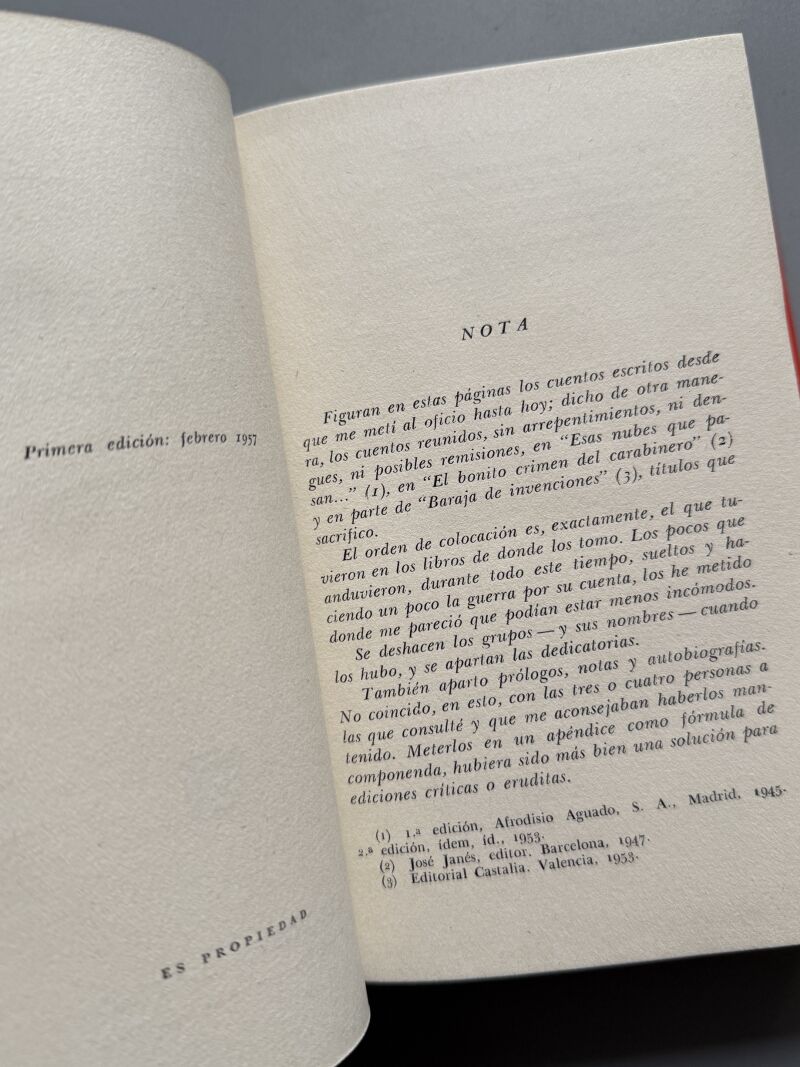 Primera edición: febrero 1957
ES PROPIEDAD
NOTA
Figuran en estas páginas los cuentos escritos desde
que me metí al oficio hasta hoy; dicho de otra mane-
ra, los cuentos reunidos, sin arrepentimientos, ni den-
gues, ni posibles remisiones, en "Esas nubes que pa-
san..." (1), en "El bonito crimen del carabinero" (2)
y en parte de "Baraja de invenciones" (3), títulos que
sacrifico.
El orden de colocación es, exactamente, el que tu-
vieron en los libros de donde los tomo. Los pocos que
anduvieron, durante todo este tiempo, sueltos y ha-
ciendo un poco la guerra por su cuenta, los he metido
donde me pareció que podían estar menos incómodos.
Se deshacen los grupos — y sus nombres — cuando
los hubo, y se apartan las dedicatorias.
También aparto prólogos, notas y autobiografías.
No coincido, en esto, con las tres o cuatro personas a
las que consulté y que me aconsejaban haberlos man-
tenido. Meterlos en un apéndice como fórmula de
componenda, hubiera sido más bien una solución para
ediciones críticas o eruditas.
(1) 1.ª edición, Afrodisio Aguado, S. A., Madrid, 1945.
2.ª edición, ídem, íd., 1953.
(2) José Janés, editor. Barcelona, 1947.
(3) Editorial Castalia. Valencia, 1953.